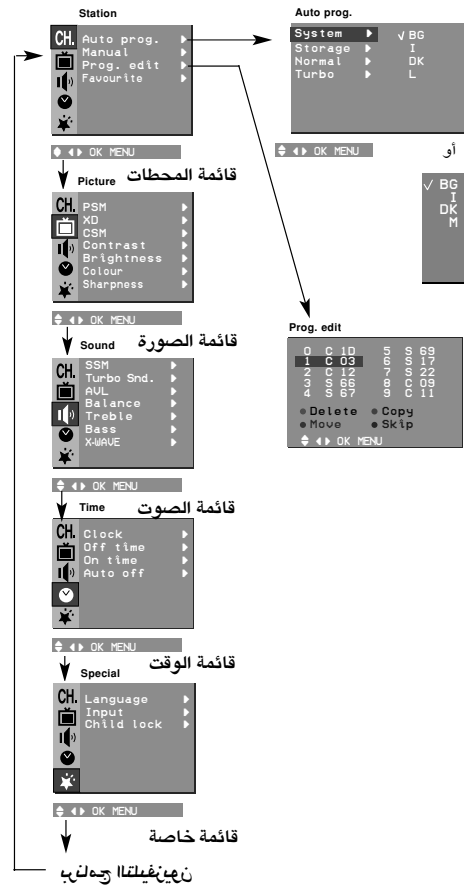 Station
CH. Auto prog.
Manual
Prog. edit
Favourite
OK MENU
قائمة المحطات
Auto prog.
System √ BG
Storage I
Normal DK
Turbo L
OK MENU
أو
√ BG
I
DK
M
Picture
CH. PSM
XD
CSM
Contrast
Brightness
Colour
Sharpness
OK MENU
قائمة الصورة
Prog. edit
0 C 10 5 S 69
1 C 03 6 S 17
2 C 12 7 S 22
3 S 66 8 C 09
4 S 67 9 C 11
Delete Copy
Move Skip
OK MENU
Sound
CH. SSM
Turbo Snd.
AVL
Balance
Treble
Bass
X-WAVE
OK MENU
قائمة الصوت
Time
CH. Clock
Off time
On time
Auto off
OK MENU
قائمة الوقت
Special
CH. Language
Input
Child lock
OK MENU
قائمة خاصة
برنامج التليفزيون